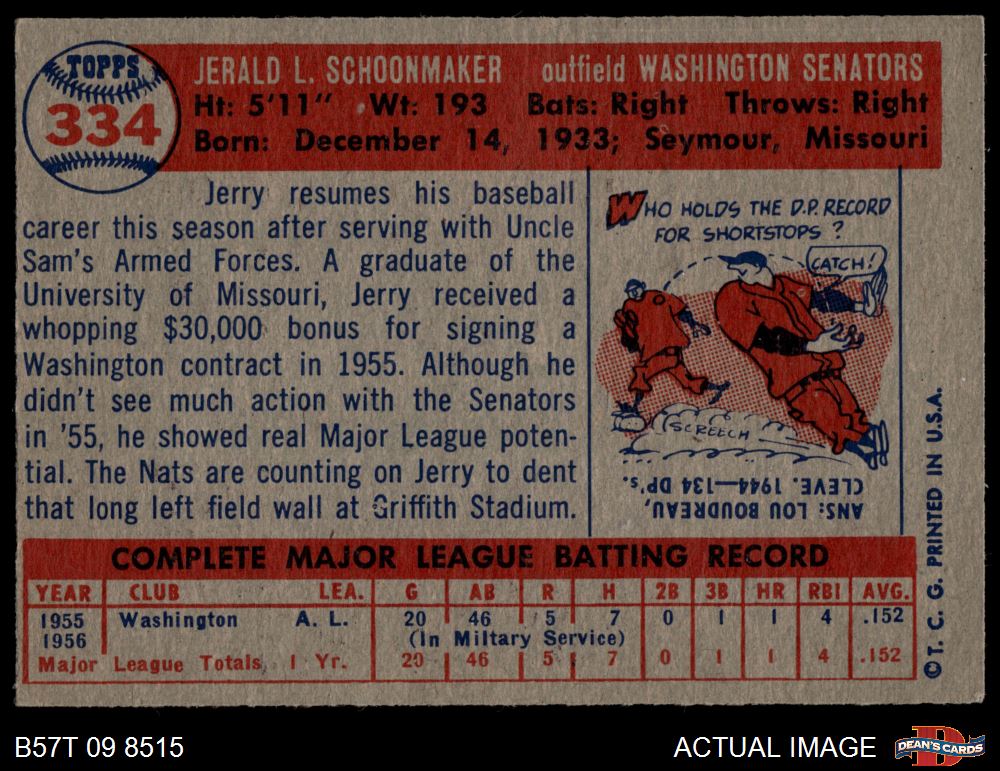 TOPPS
334
JERALD L. SCHOONMAKER outfield WASHINGTON SENATORS
Ht: 5'11" Wt: 193 Bats: Right Throws: Right
Born: December 14, 1933; Seymour, Missouri
Jerry resumes his baseball
career this season after serving with Uncle
Sam's Armed Forces. A graduate of the
University of Missouri, Jerry received a
whopping $30,000 bonus for signing a
Washington contract in 1955. Although he
didn't see much action with the Senators
in '55, he showed real Major League poten-
tial. The Nats are counting on Jerry to dent
that long left field wall at Griffith Stadium.
WHO HOLDS THE D.P. RECORD
FOR SHORTSTOPS ?
CATCH!
SCREECH
ANS: LOU BOUDREAU,
CLEVE. 1944—134 DP's.
COMPLETE MAJOR LEAGUE BATTING RECORD
YEAR CLUB LEA. G AB R H 2B 3B HR RBI AVG.
1955 Washington A. L. 20 46 5 7 0 1 1 4 .152
1956 (In Military Service)
Major League Totals, 1 Yr. 20 46 5 7 0 1 1 4 .152
© T. C. G. PRINTED IN U.S.A.
B57T 09 8515
ACTUAL IMAGE
DEAN'S CARDS